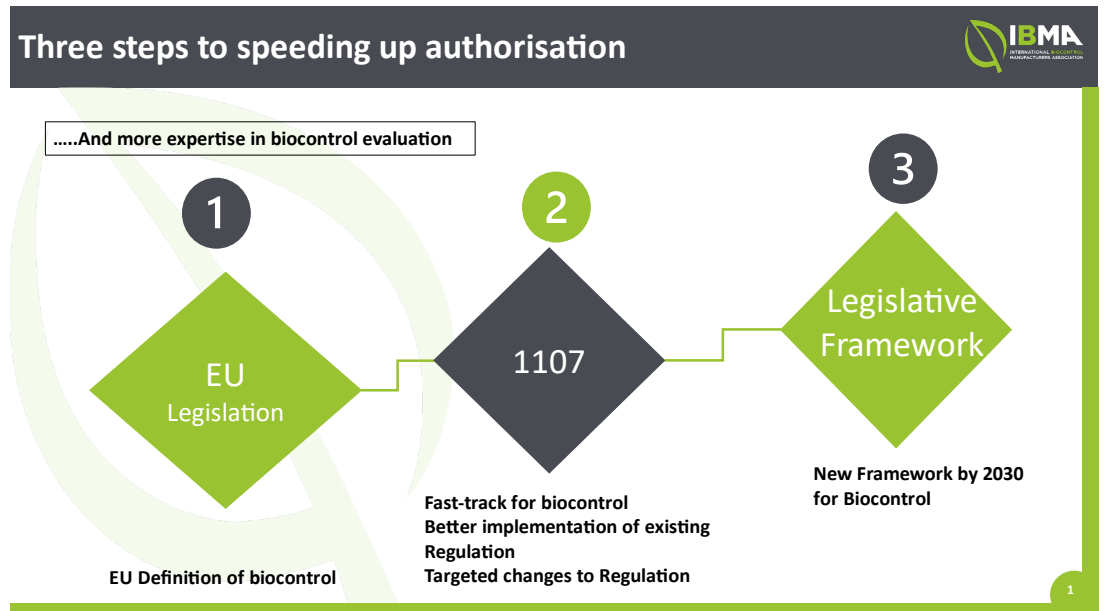 Three steps to speeding up authorisation
IBMA
INTERNATIONAL BIOCONTROL
MANUFACTURERS ASSOCIATION
…..And more expertise in biocontrol evaluation
1
2
3
EU
Legislation
1107
Legislative
Framework
EU Definition of biocontrol
Fast-track for biocontrol
Better implementation of existing
Regulation
Targeted changes to Regulation
New Framework by 2030
for Biocontrol
1